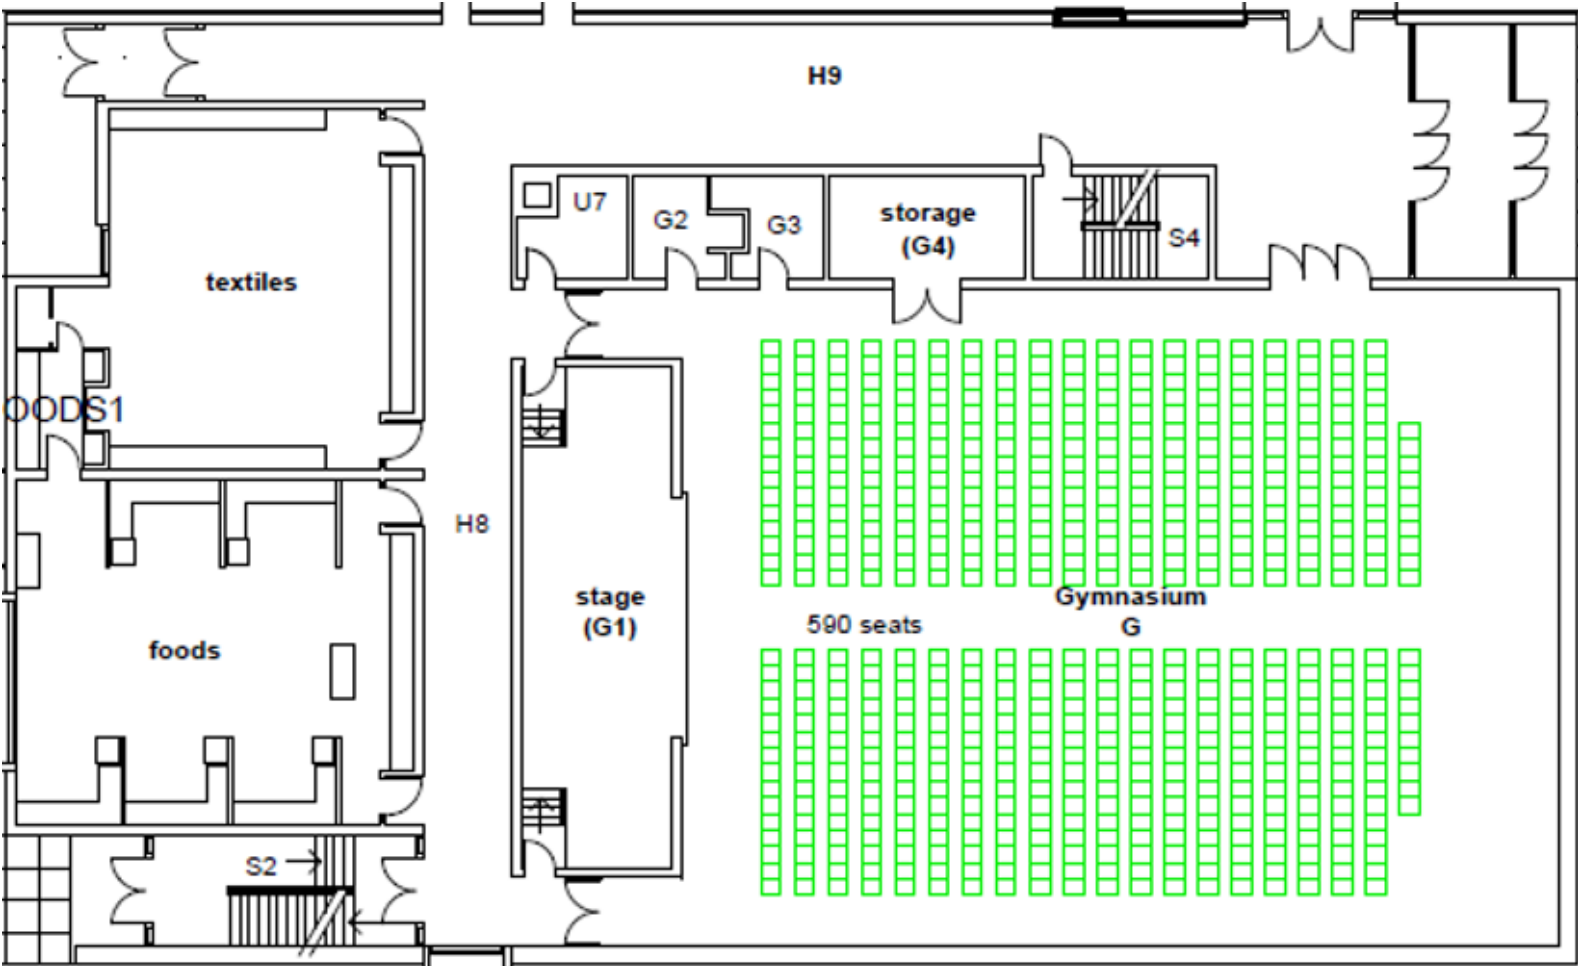 H9
U7
G2
G3
storage
(G4)
S4
textiles
OODS1
H8
stage
(G1)
Gymnasium
G
590 seats
foods
S2